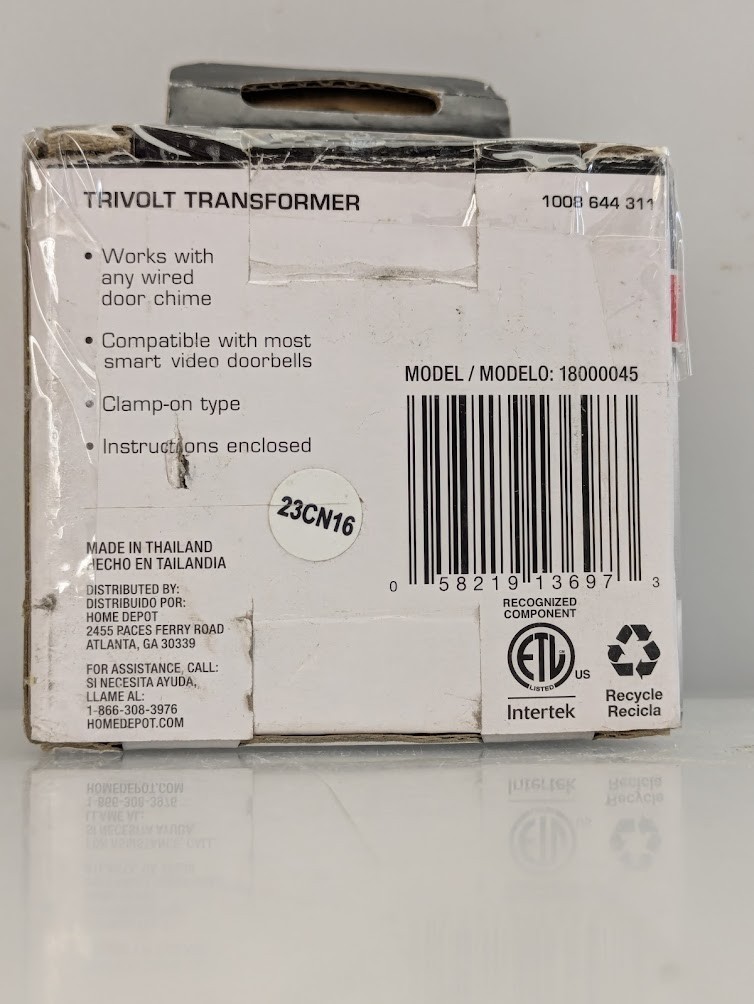 TRIVOLT TRANSFORMER
1008 644 311
• Works with
any wired
door chime
• Compatible with most
smart video doorbells
• Clamp-on type
• Instructions enclosed
MODEL / MODELO: 18000045
0 58219 13697 3
23CN16
MADE IN THAILAND
HECHO EN TAILANDIA
DISTRIBUTED BY:
DISTRIBUIDO POR:
HOME DEPOT
2455 PACES FERRY ROAD
ATLANTA, GA 30339
FOR ASSISTANCE, CALL:
SI NECESITA AYUDA,
LLAME AL:
1-866-308-3976
HOMEDEPOT.COM
RECOGNIZED
COMPONENT
ETL
LISTED
US
Intertek
Recycle
Recicla